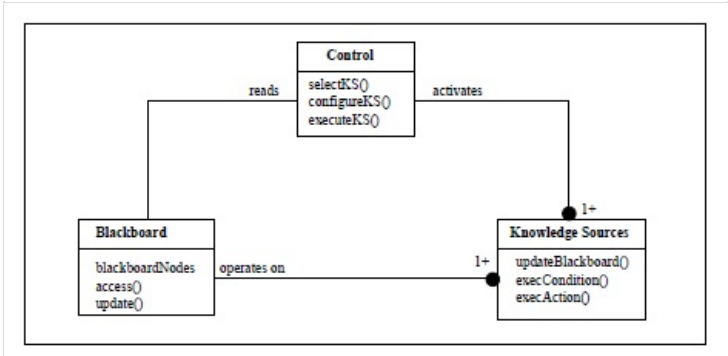 Control
selectKS()
configureKS()
executeKS()
reads
activates
1+
Blackboard
blackboardNodes
access()
update()
operates on
1+
Knowledge Sources
updateBlackboard()
execCondition()
execAction()